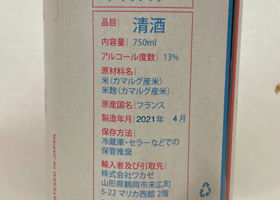 品目 清酒
内容量 750ml
アルコール度数 13%
原材料名
米(カマルグ産米)
米麹(カマルグ産米)
原産国名 フランス
製造年月 2021年 4月
保存方法
冷蔵庫・セラーなどでの
保管推奨
輸入者及び引取先
株式会社ワカゼ
山形県鶴岡市末広町
5-22 マリカ西館 2階